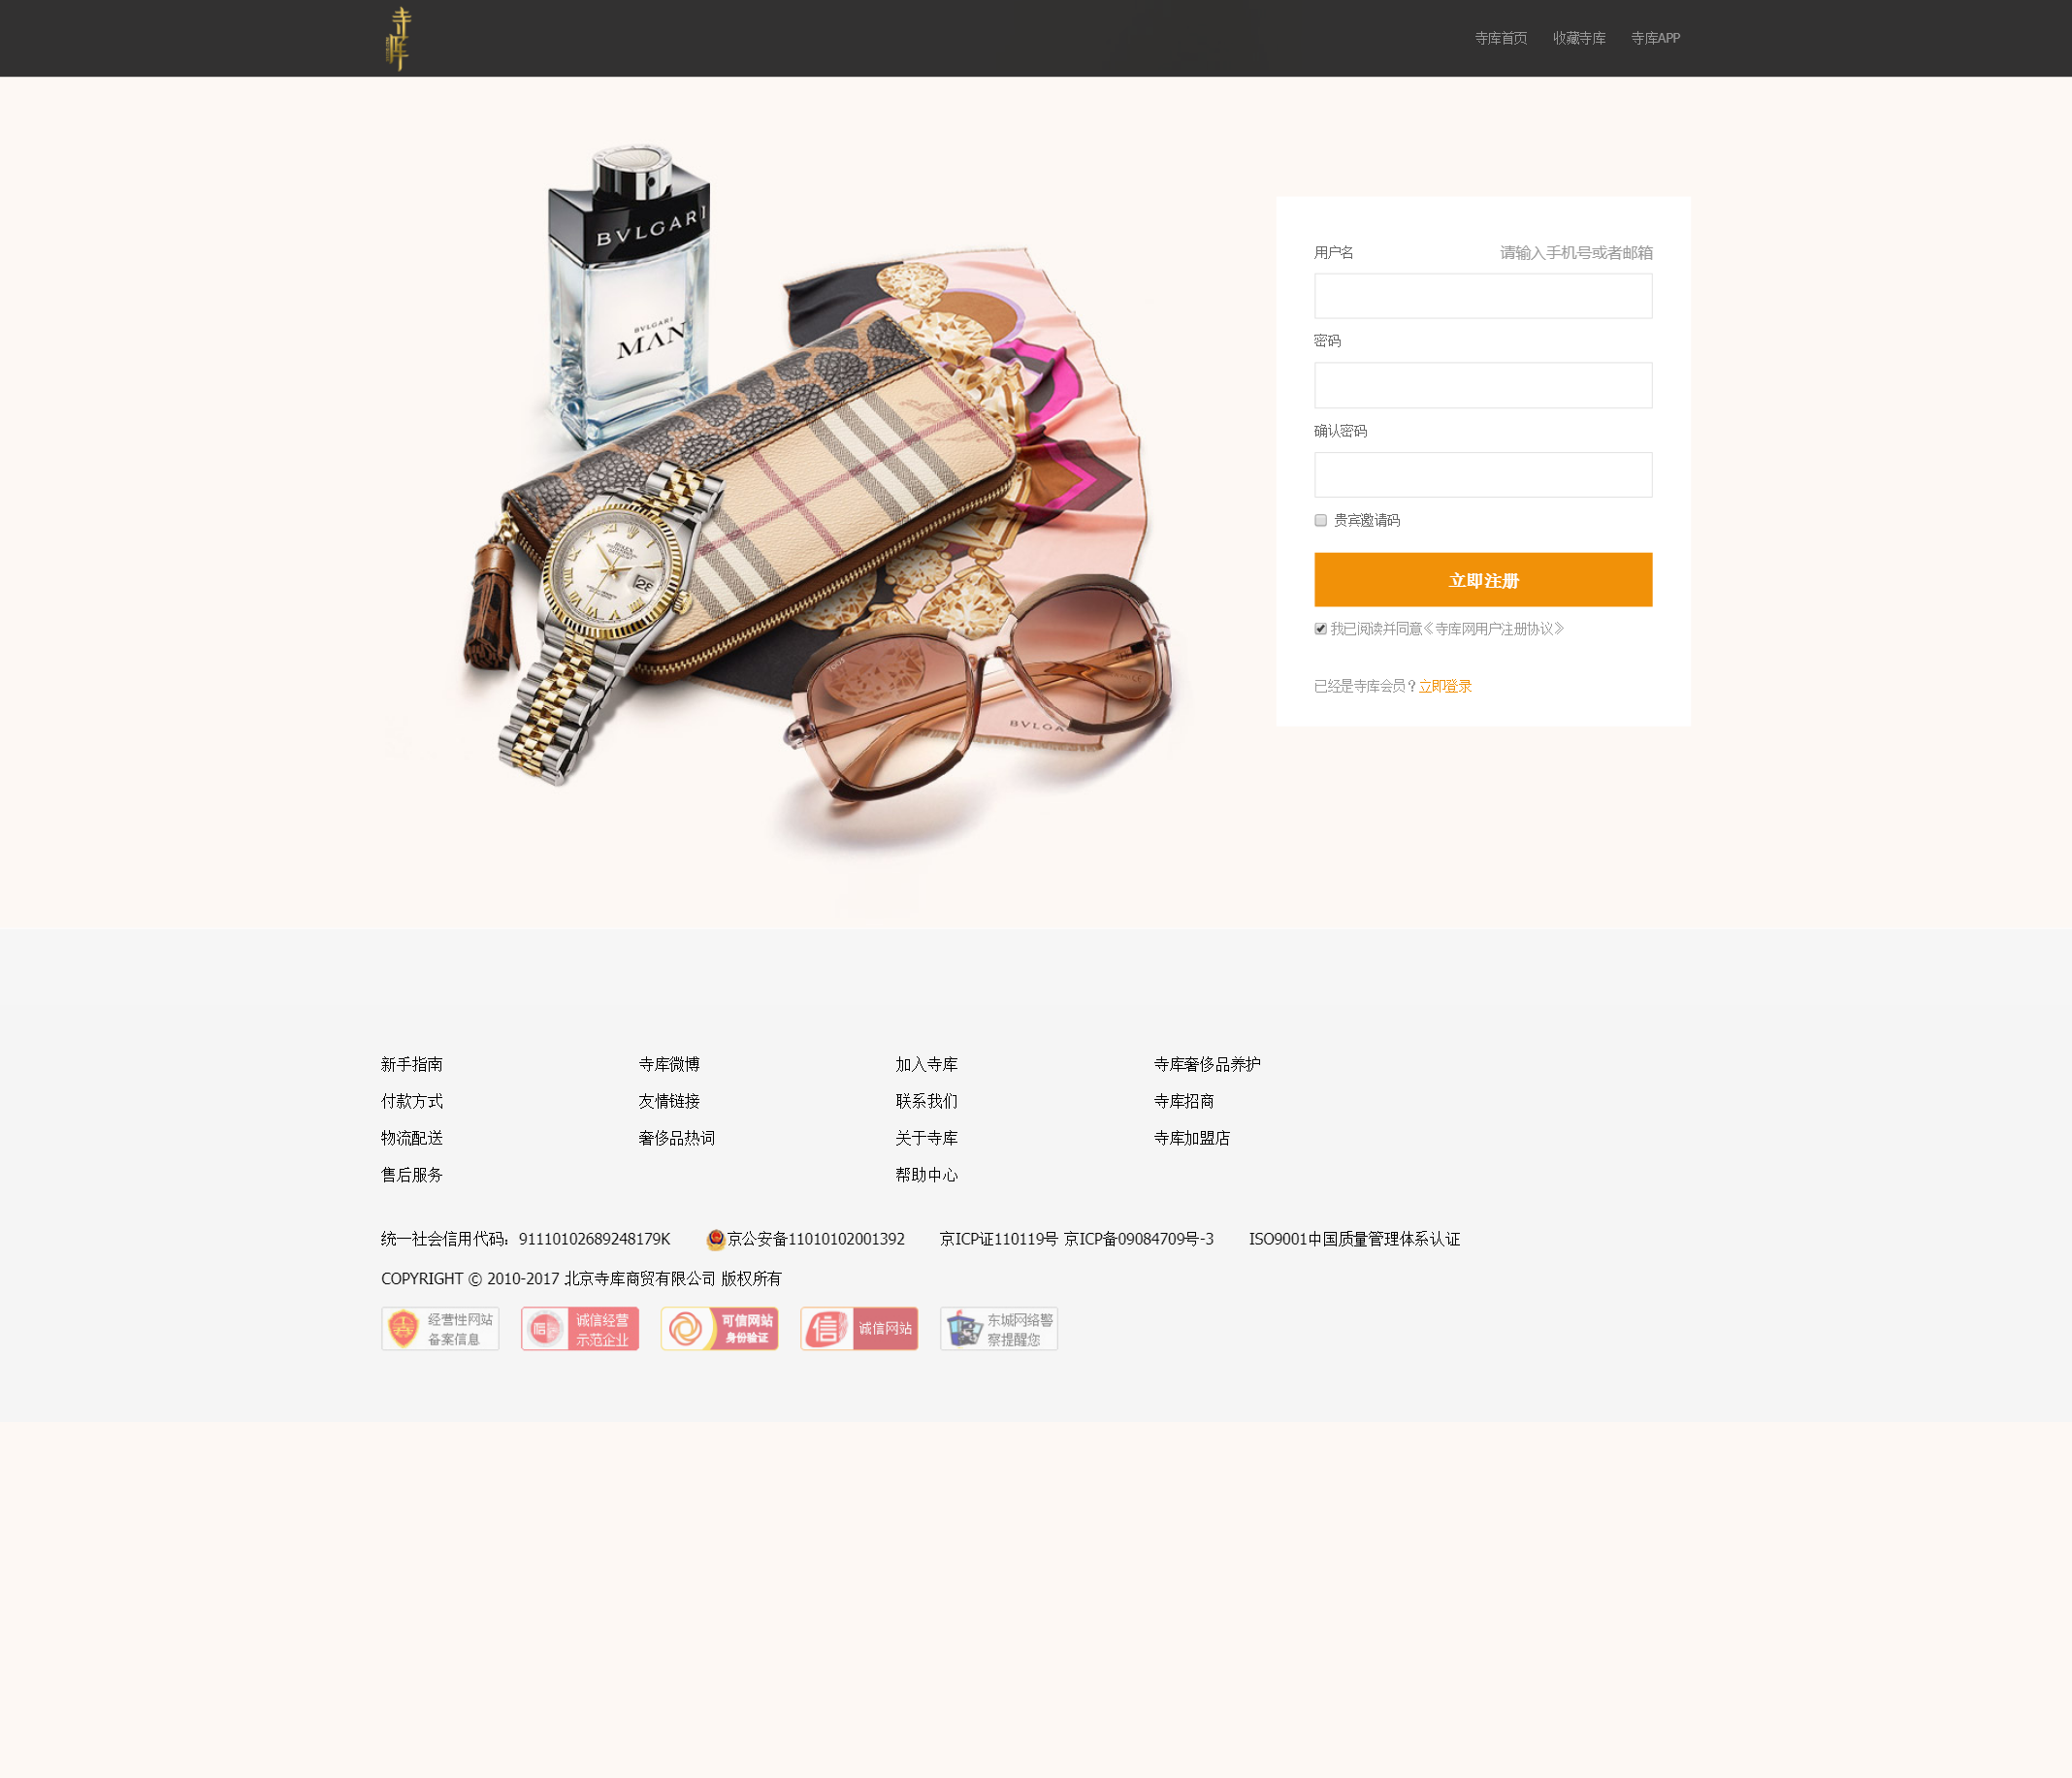 寺库
寺库首页 收藏寺库 寺库APP
BVLGARI
BVLGARI
MAN
ROLEX
28
BVLGA
用户名 请输入手机号或者邮箱
密码
确认密码
贵宾邀请码
立即注册
我已阅读并同意《寺库网用户注册协议》
已经是寺库会员？立即登录
新手指南 寺库微博 加入寺库 寺库奢侈品养护
付款方式 友情链接 联系我们 寺库招商
物流配送 奢侈品热词 关于寺库 寺库加盟店
售后服务 帮助中心
统一社会信用代码：91110102689248179K 京公安备11010102001392 京ICP证110119号 京ICP备09084709号-3 ISO9001中国质量管理体系认证
COPYRIGHT © 2010-2017 北京寺库商贸有限公司 版权所有
经营性网站
备案信息
诚信经营
示范企业
可信网站
身份验证
信 诚信网站
东城网络警
察提醒您